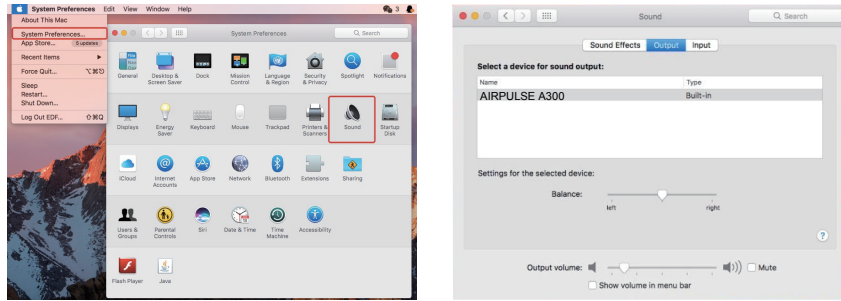 System Preferences Edit View Window Help 3
About This Mac
System Preferences...
App Store... 5 updates
Recent Items ▶
Force Quit... ⌥⌘⎋
Sleep
Restart...
Shut Down...
Log Out EDF... ⇧⌘Q
System Preferences
Search
General
Desktop &
Screen Saver
Dock
Mission
Control
Language
& Region
Security
& Privacy
Spotlight
Notifications
Displays
Energy
Saver
Keyboard
Mouse
Trackpad
Printers &
Scanners
Sound
Startup
Disk
iCloud
Internet
Accounts
App Store
Network
Bluetooth
Extensions
Sharing
Users &
Groups
Parental
Controls
Siri
Date & Time
Time
Machine
Accessibility
Flash Player
Java
Sound
Search
Sound Effects Output Input
Select a device for sound output:
Name Type
AIRPULSE A300 Built-in
Settings for the selected device:
Balance:
left right
?
Output volume: Mute
Show volume in menu bar